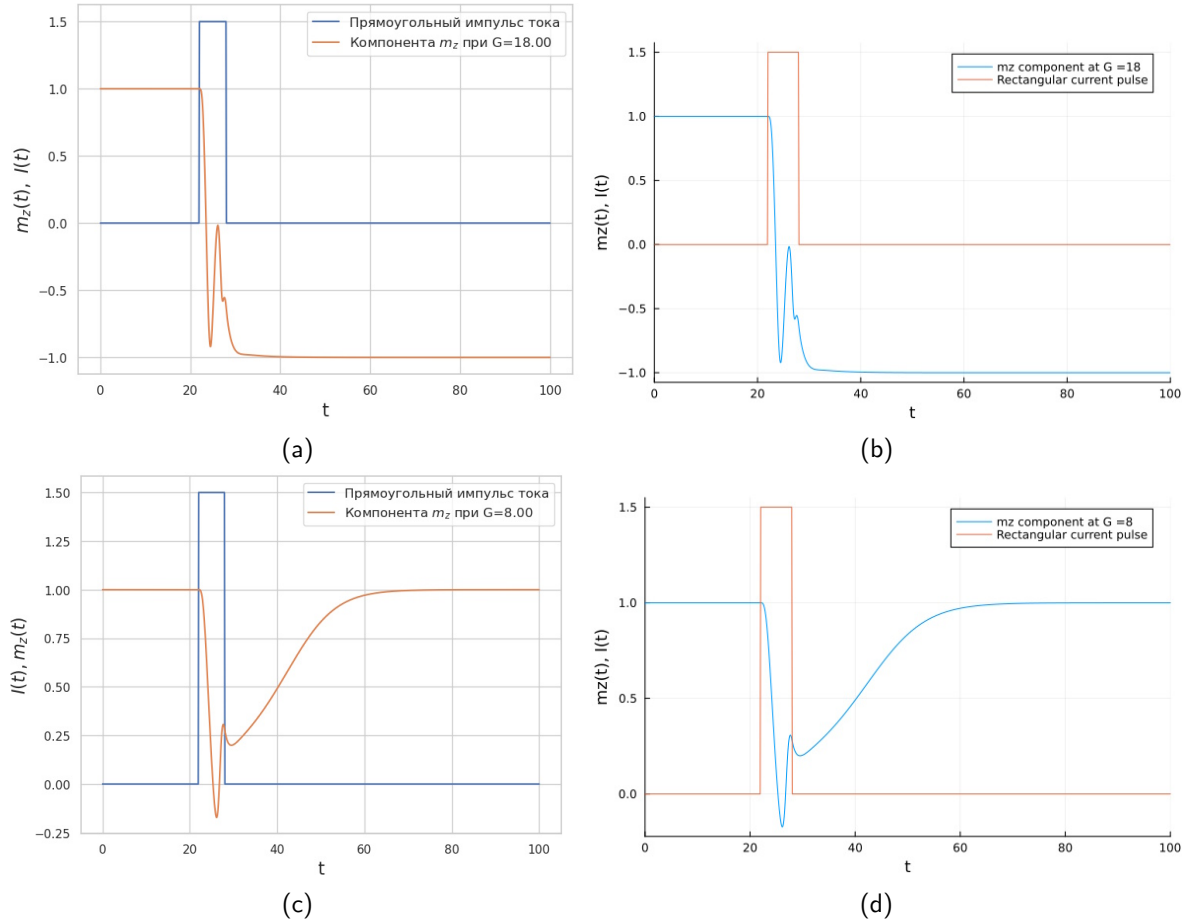 1.5
1.0
0.5
0.0
−0.5
−1.0
m_z(t), I(t)
0 20 40 60 80 100
t
Прямоугольный импульс тока
Компонента m_z при G=18.00
(a)
1.5
1.0
0.5
0.0
−0.5
−1.0
mz(t), I(t)
0 20 40 60 80 100
t
mz component at G =18
Rectangular current pulse
(b)
1.50
1.25
1.00
0.75
0.50
0.25
0.00
−0.25
I(t), m_z(t)
0 20 40 60 80 100
t
Прямоугольный импульс тока
Компонента m_z при G=8.00
(c)
1.5
1.0
0.5
0.0
mz(t), I(t)
0 20 40 60 80 100
t
mz component at G =8
Rectangular current pulse
(d)